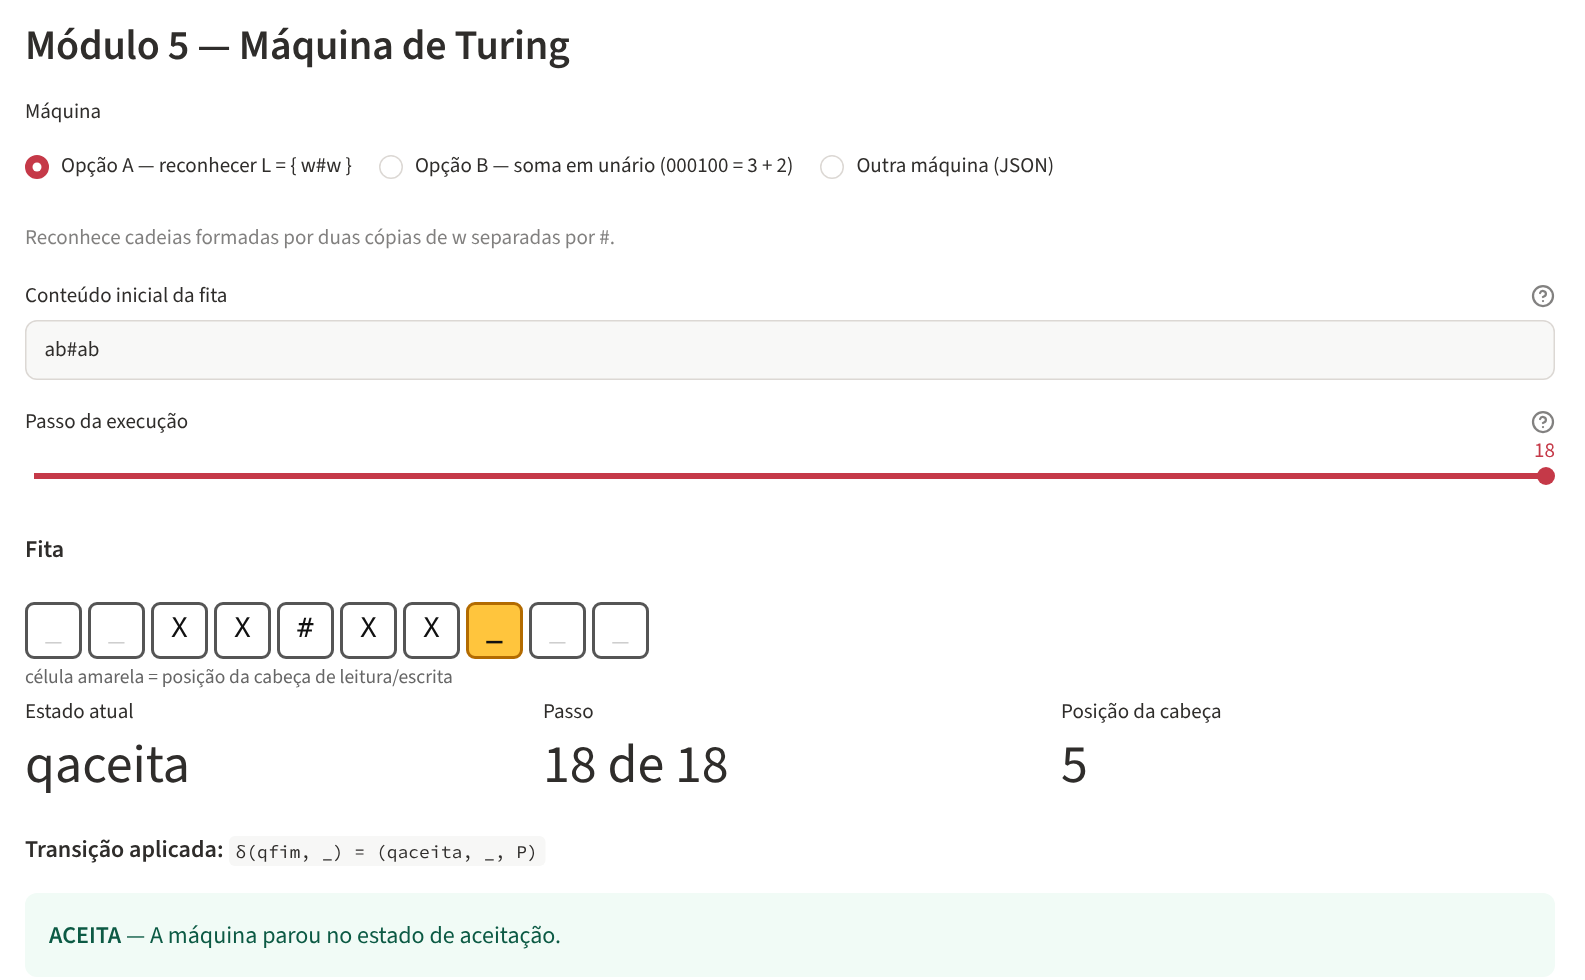 Módulo 5 — Máquina de Turing
Máquina
Opção A — reconhecer L = { w#w }
Opção B — soma em unário (000100 = 3 + 2)
Outra máquina (JSON)
Reconhece cadeias formadas por duas cópias de w separadas por #.
Conteúdo inicial da fita
ab#ab
Passo da execução
18
Fita
_ _ X X # X X _ _ _
célula amarela = posição da cabeça de leitura/escrita
Estado atual
qaceita
Passo
18 de 18
Posição da cabeça
5
Transição aplicada: δ(qfim, _) = (qaceita, _, P)
ACEITA — A máquina parou no estado de aceitação.